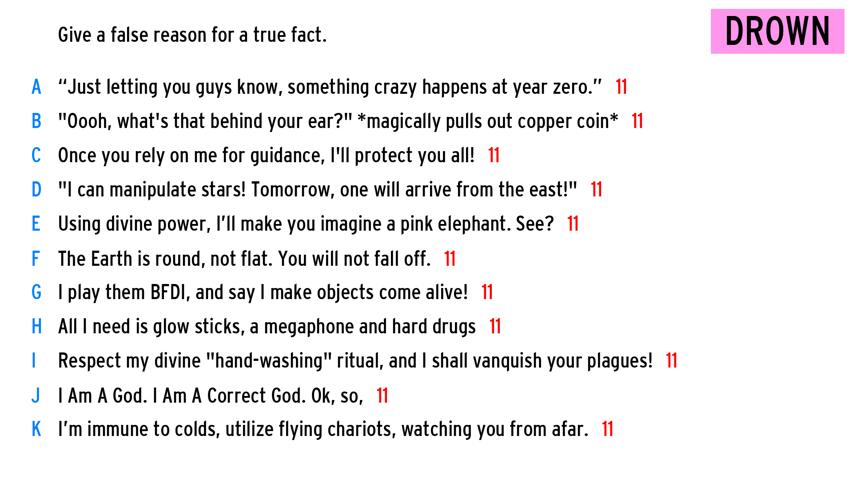 Give a false reason for a true fact.
DROWN
A “Just letting you guys know, something crazy happens at year zero.” 11
B "Oooh, what's that behind your ear?" *magically pulls out copper coin* 11
C Once you rely on me for guidance, I'll protect you all! 11
D "I can manipulate stars! Tomorrow, one will arrive from the east!" 11
E Using divine power, I’ll make you imagine a pink elephant. See? 11
F The Earth is round, not flat. You will not fall off. 11
G I play them BFDI, and say I make objects come alive! 11
H All I need is glow sticks, a megaphone and hard drugs 11
I Respect my divine "hand-washing" ritual, and I shall vanquish your plagues! 11
J I Am A God. I Am A Correct God. Ok, so, 11
K I’m immune to colds, utilize flying chariots, watching you from afar. 11